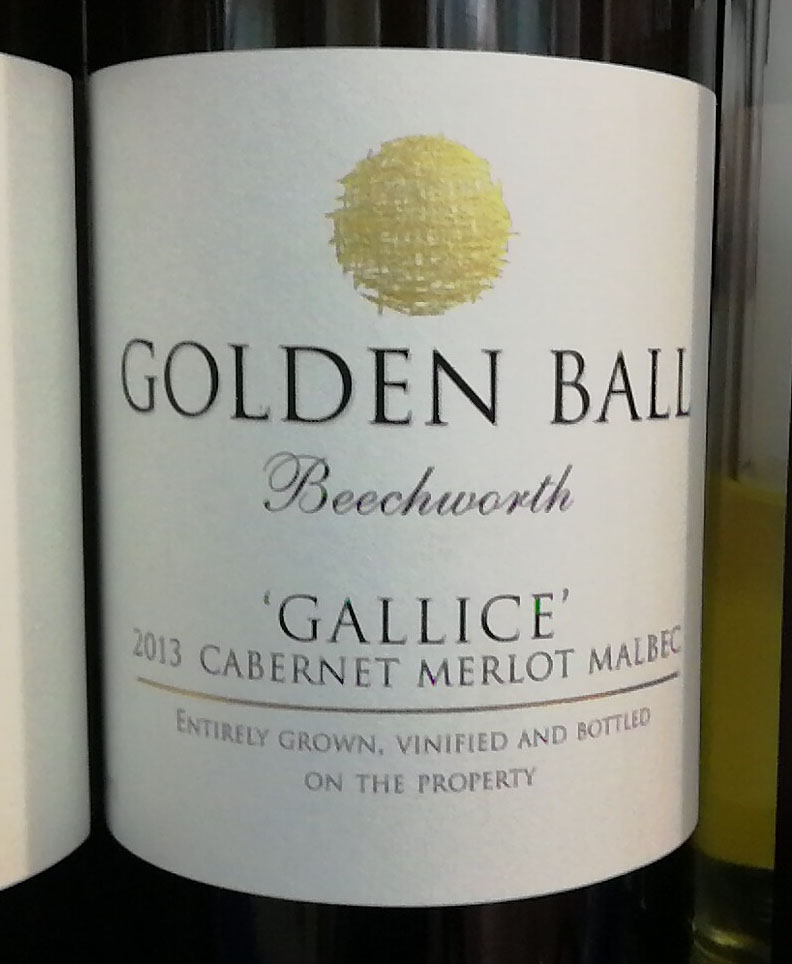 GOLDEN BALL
Beechworth
‘GALLICE’
2013 CABERNET MERLOT MALBEC
ENTIRELY GROWN, VINIFIED AND BOTTLED
ON THE PROPERTY